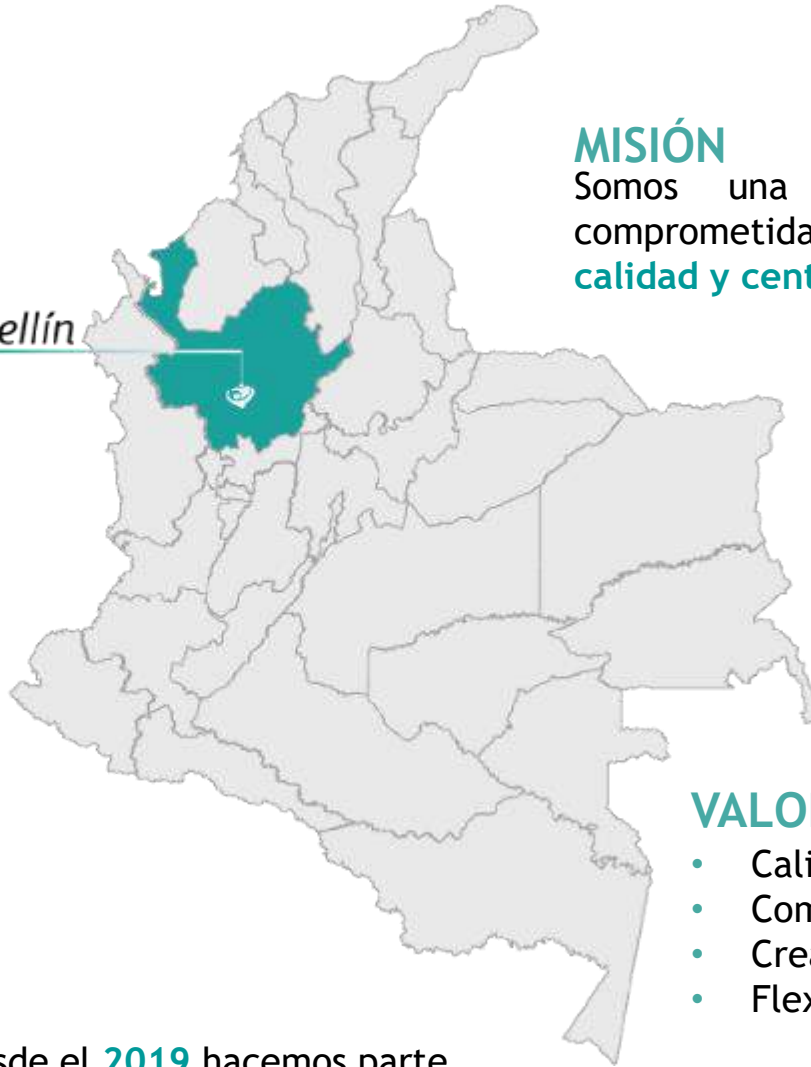 MISIÓN
Somos una
comprometida
calidad y cent
ellín
VALO
• Cali
• Com
• Crea
• Flex
sde el 2019 hacemos parte